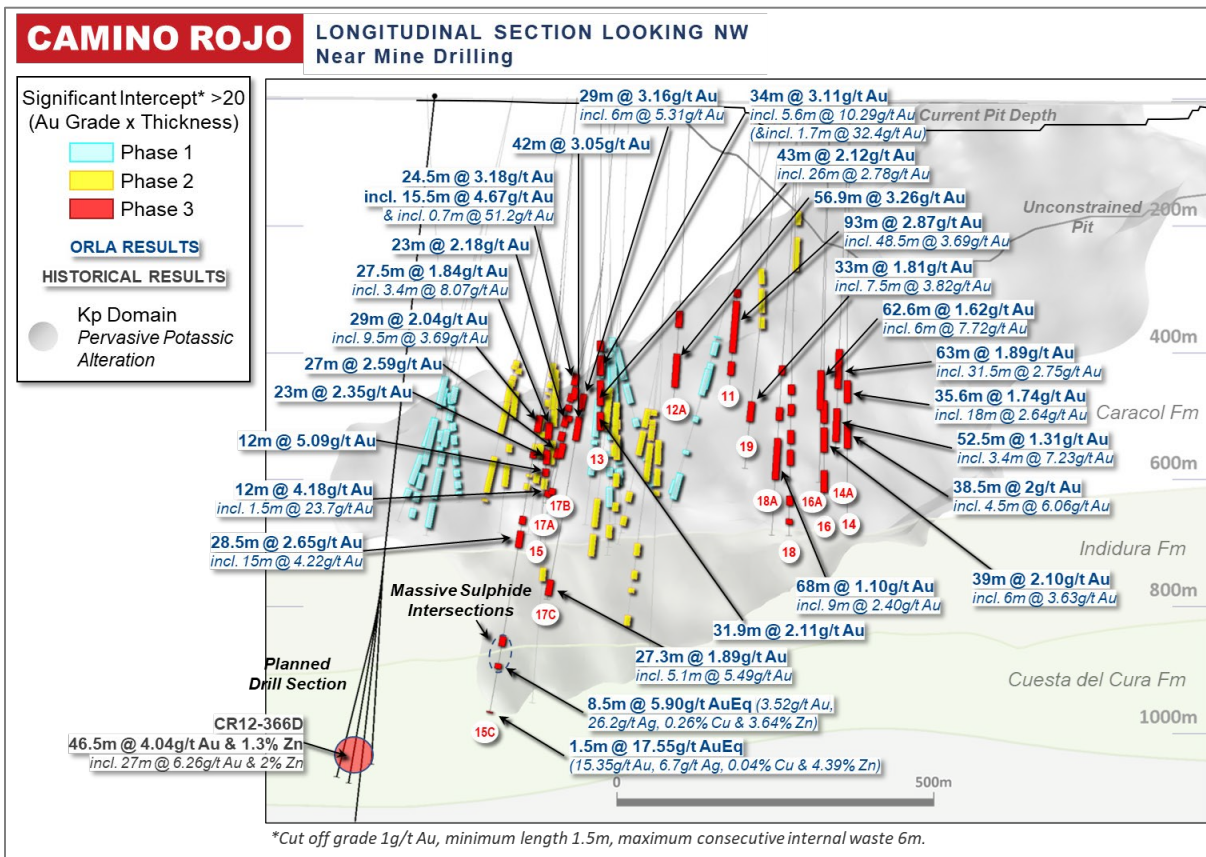 CAMINO ROJO
LONGITUDINAL SECTION LOOKING NW
Near Mine Drilling
Significant Intercept* >20
(Au Grade x Thickness)
Phase 1
Phase 2
Phase 3
ORLA RESULTS
HISTORICAL RESULTS
Kp Domain
Pervasive Potassic
Alteration
29m @ 3.16g/t Au
incl. 6m @ 5.31g/t Au
34m @ 3.11g/t Au
incl. 5.6m @ 10.29g/t Au
(&incl. 1.7m @ 32.4g/t Au)
Current Pit Depth
42m @ 3.05g/t Au
43m @ 2.12g/t Au
incl. 26m @ 2.78g/t Au
24.5m @ 3.18g/t Au
incl. 15.5m @ 4.67g/t Au
& incl. 0.7m @ 51.2g/t Au
56.9m @ 3.26g/t Au
Unconstrained
Pit
200m
93m @ 2.87g/t Au
incl. 48.5m @ 3.69g/t Au
23m @ 2.18g/t Au
27.5m @ 1.84g/t Au
incl. 3.4m @ 8.07g/t Au
33m @ 1.81g/t Au
incl. 7.5m @ 3.82g/t Au
29m @ 2.04g/t Au
incl. 9.5m @ 3.69g/t Au
62.6m @ 1.62g/t Au
incl. 6m @ 7.72g/t Au
400m
27m @ 2.59g/t Au
63m @ 1.89g/t Au
incl. 31.5m @ 2.75g/t Au
23m @ 2.35g/t Au
35.6m @ 1.74g/t Au
incl. 18m @ 2.64g/t Au
Caracol Fm
12m @ 5.09g/t Au
52.5m @ 1.31g/t Au
incl. 3.4m @ 7.23g/t Au
600m
12m @ 4.18g/t Au
incl. 1.5m @ 23.7g/t Au
38.5m @ 2g/t Au
incl. 4.5m @ 6.06g/t Au
12A
11
19
13
18A
16A
14A
17B
17A
16
14
15
18
28.5m @ 2.65g/t Au
incl. 15m @ 4.22g/t Au
Indidura Fm
39m @ 2.10g/t Au
incl. 6m @ 3.63g/t Au
68m @ 1.10g/t Au
incl. 9m @ 2.40g/t Au
800m
Massive Sulphide
Intersections
17C
31.9m @ 2.11g/t Au
27.3m @ 1.89g/t Au
incl. 5.1m @ 5.49g/t Au
Planned
Drill Section
Cuesta del Cura Fm
8.5m @ 5.90g/t AuEq (3.52g/t Au,
26.2g/t Ag, 0.26% Cu & 3.64% Zn)
1000m
15C
CR12-366D
46.5m @ 4.04g/t Au & 1.3% Zn
incl. 27m @ 6.26g/t Au & 2% Zn
1.5m @ 17.55g/t AuEq
(15.35g/t Au, 6.7g/t Ag, 0.04% Cu & 4.39% Zn)
0
500m
*Cut off grade 1g/t Au, minimum length 1.5m, maximum consecutive internal waste 6m.